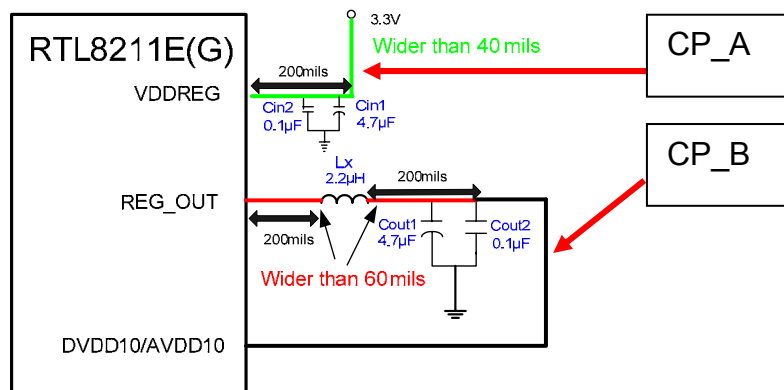 3.3V
RTL8211E(G)
Wider than 40 mils
CP_A
200mils
VDDREG
Cin2
0.1µF
Cin1
4.7µF
CP_B
Lx
2.2µH
200mils
REG_OUT
200mils
Cout1
4.7µF
Cout2
0.1µF
Wider than 60 mils
DVDD10/AVDD10